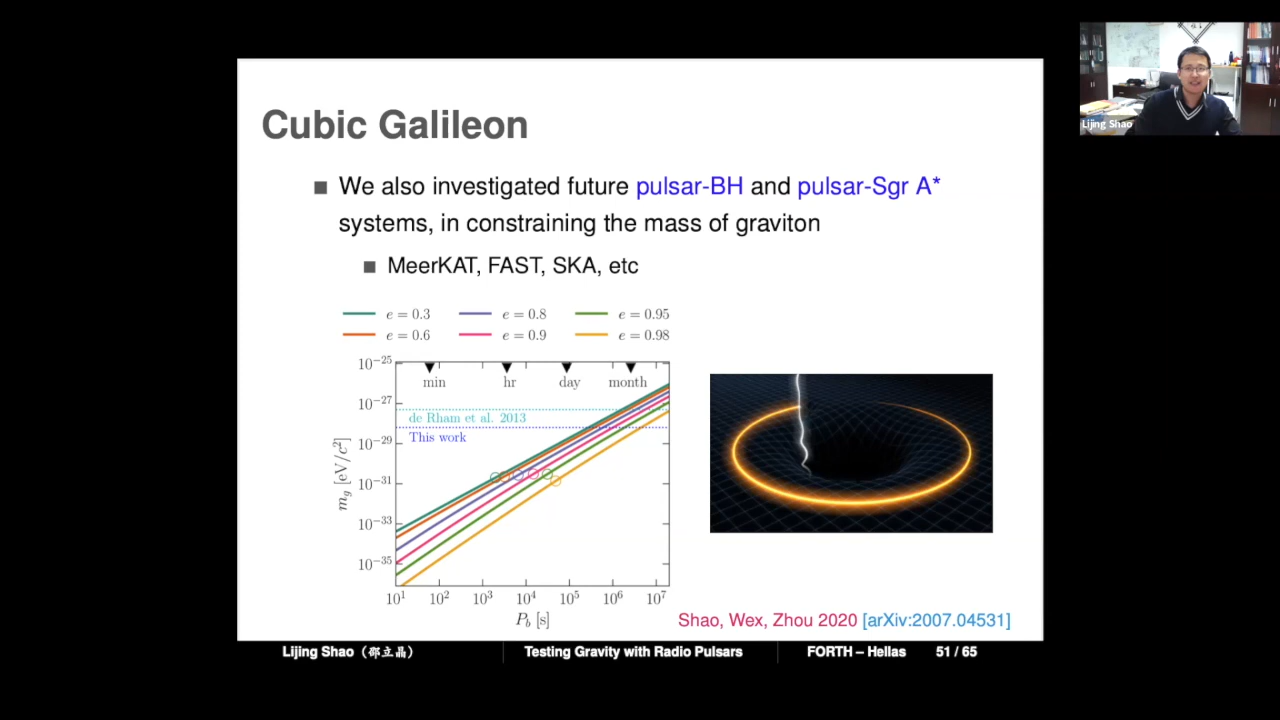 Lijing Shao
Cubic Galileon
We also investigated future pulsar-BH and pulsar-Sgr A*
systems, in constraining the mass of graviton
MeerKAT, FAST, SKA, etc
e = 0.3 e = 0.8 e = 0.95
e = 0.6 e = 0.9 e = 0.98
min hr day month
de Rham et al. 2013
This work
m_g [eV/c²]
10⁻²⁵
10⁻²⁷
10⁻²⁹
10⁻³¹
10⁻³³
10⁻³⁵
10¹ 10² 10³ 10⁴ 10⁵ 10⁶ 10⁷
P_b [s]
Shao, Wex, Zhou 2020 [arXiv:2007.04531]
Lijing Shao (邵立晶) Testing Gravity with Radio Pulsars FORTH – Hellas 51 / 65